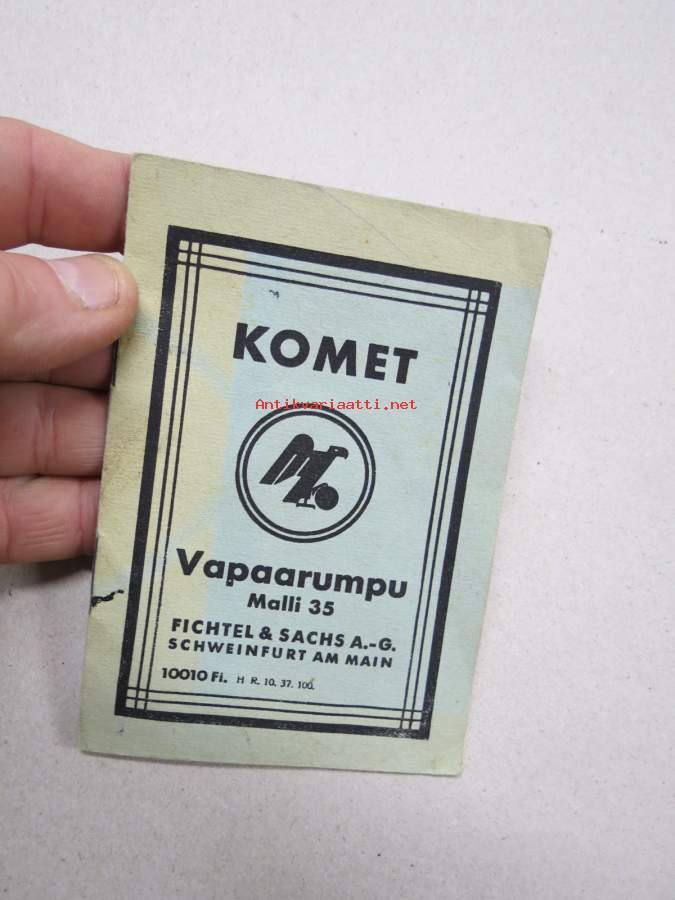 KOMET
Antikvariaatti.net
Vapaarumpu
Malli 35
FICHTEL & SACHS A.-G.
SCHWEINFURT AM MAIN
10010 Fi. H R. 10. 37. 100.